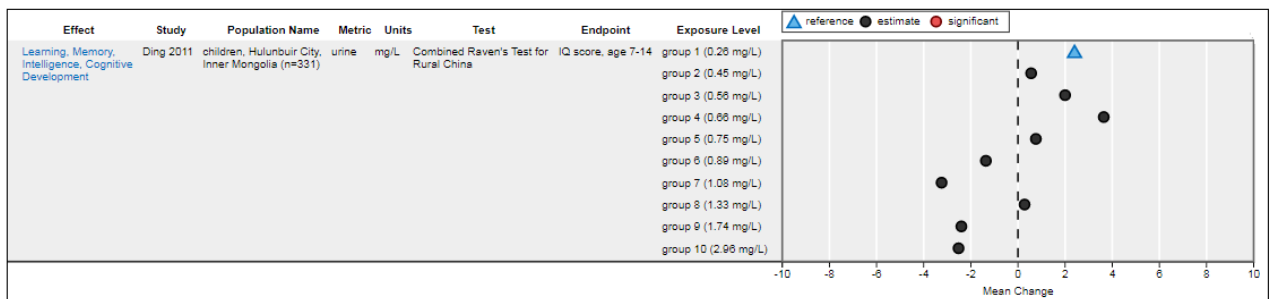 Effect Study Population Name Metric Units Test Endpoint Exposure Level
reference estimate significant
Learning, Memory, Intelligence, Cognitive Development
Ding 2011
children, Hulunbuir City, Inner Mongolia (n=331)
urine
mg/L
Combined Raven's Test for Rural China
IQ score, age 7-14
group 1 (0.26 mg/L)
group 2 (0.45 mg/L)
group 3 (0.56 mg/L)
group 4 (0.66 mg/L)
group 5 (0.75 mg/L)
group 6 (0.89 mg/L)
group 7 (1.08 mg/L)
group 8 (1.33 mg/L)
group 9 (1.74 mg/L)
group 10 (2.96 mg/L)
-10 -8 -6 -4 -2 0 2 4 6 8 10
Mean Change